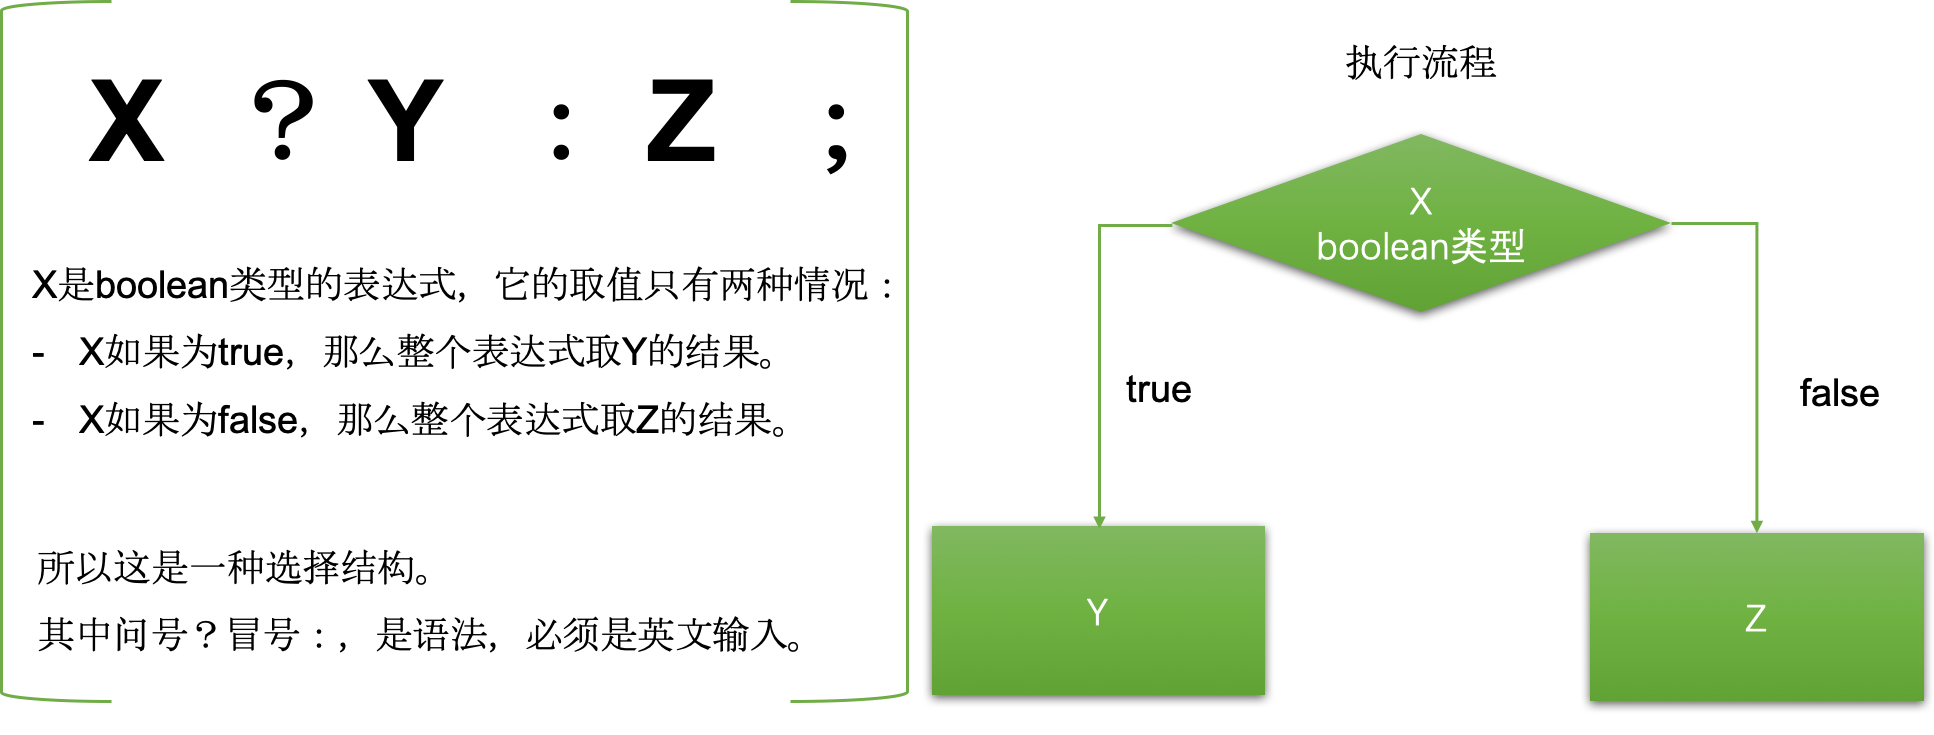 X ？ Y ：Z ；
X是boolean类型的表达式，它的取值只有两种情况：
- X如果为true，那么整个表达式取Y的结果。
- X如果为false，那么整个表达式取Z的结果。
所以这是一种选择结构。
其中问号？冒号：，是语法，必须是英文输入。
执行流程
X
boolean类型
true
false
Y
Z